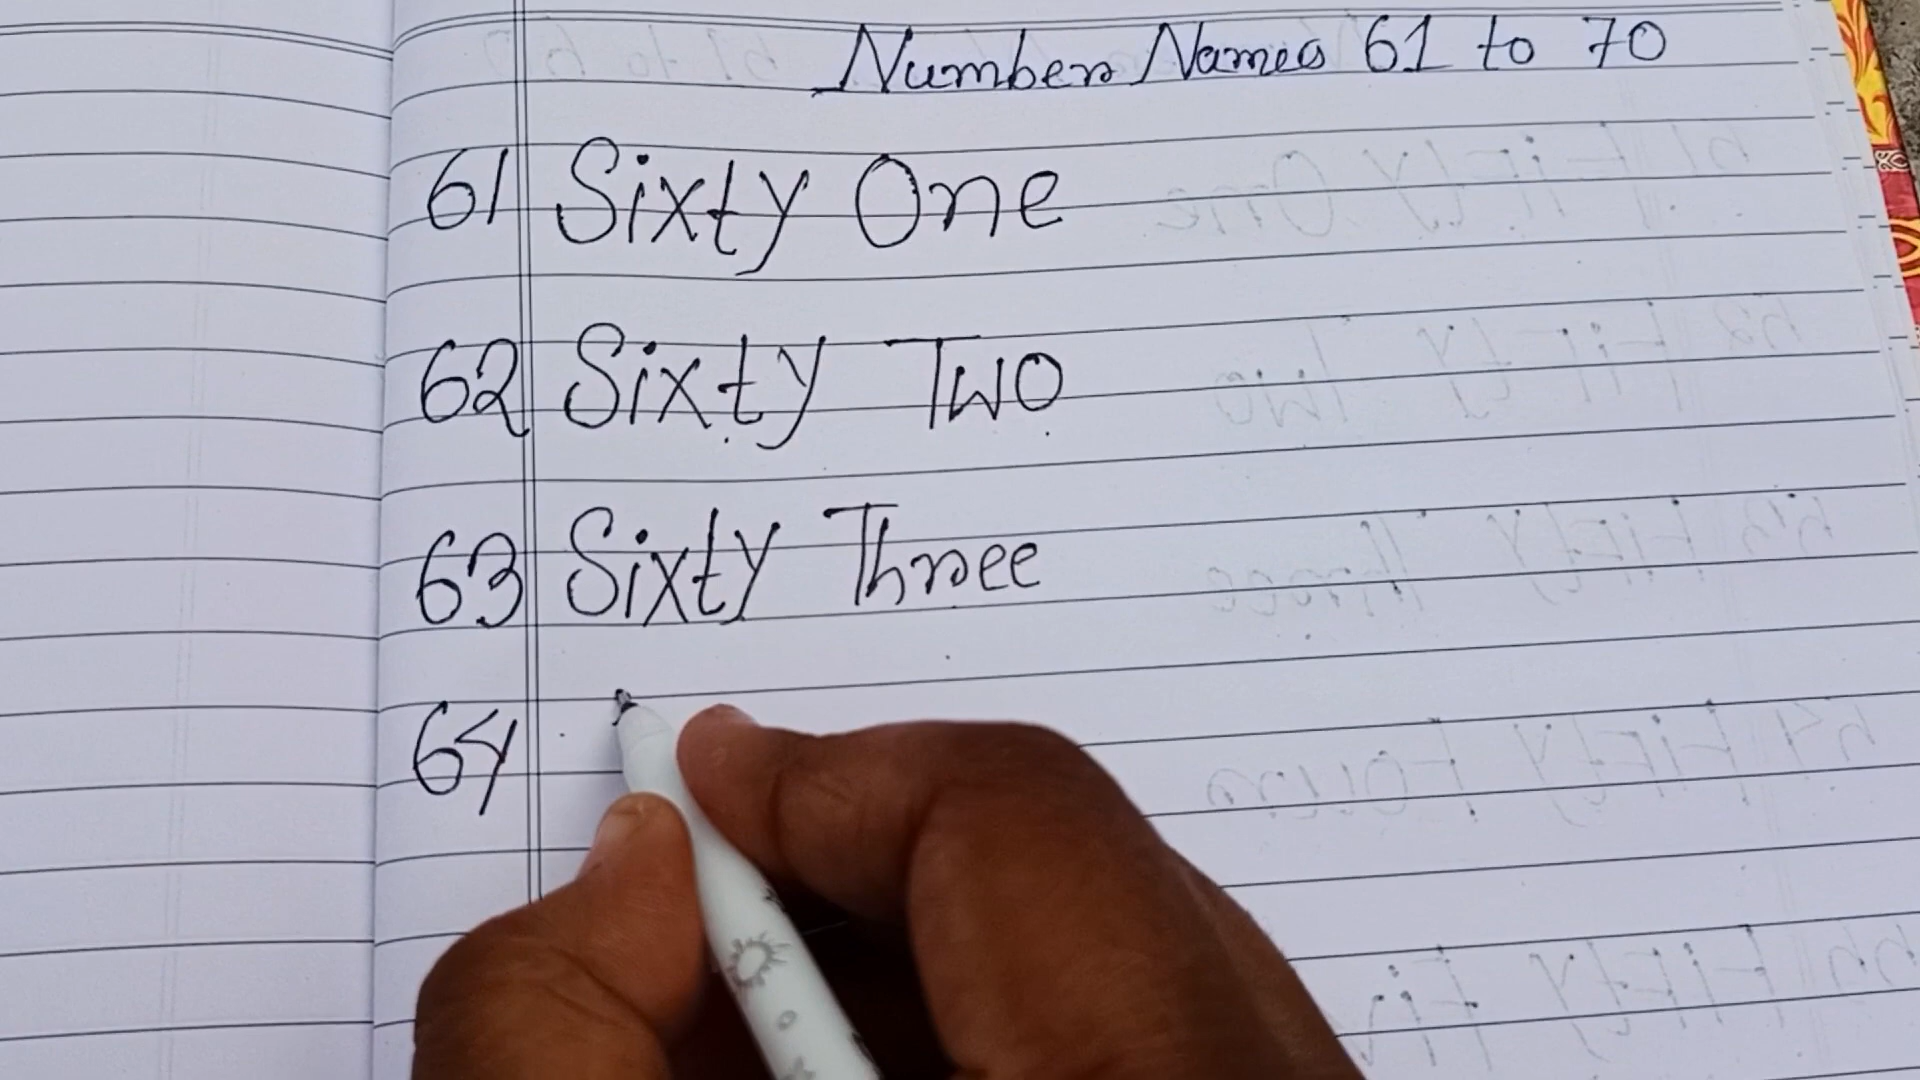 Number Names 61 to 70
61 Sixty One
62 Sixty Two
63 Sixty Three
64